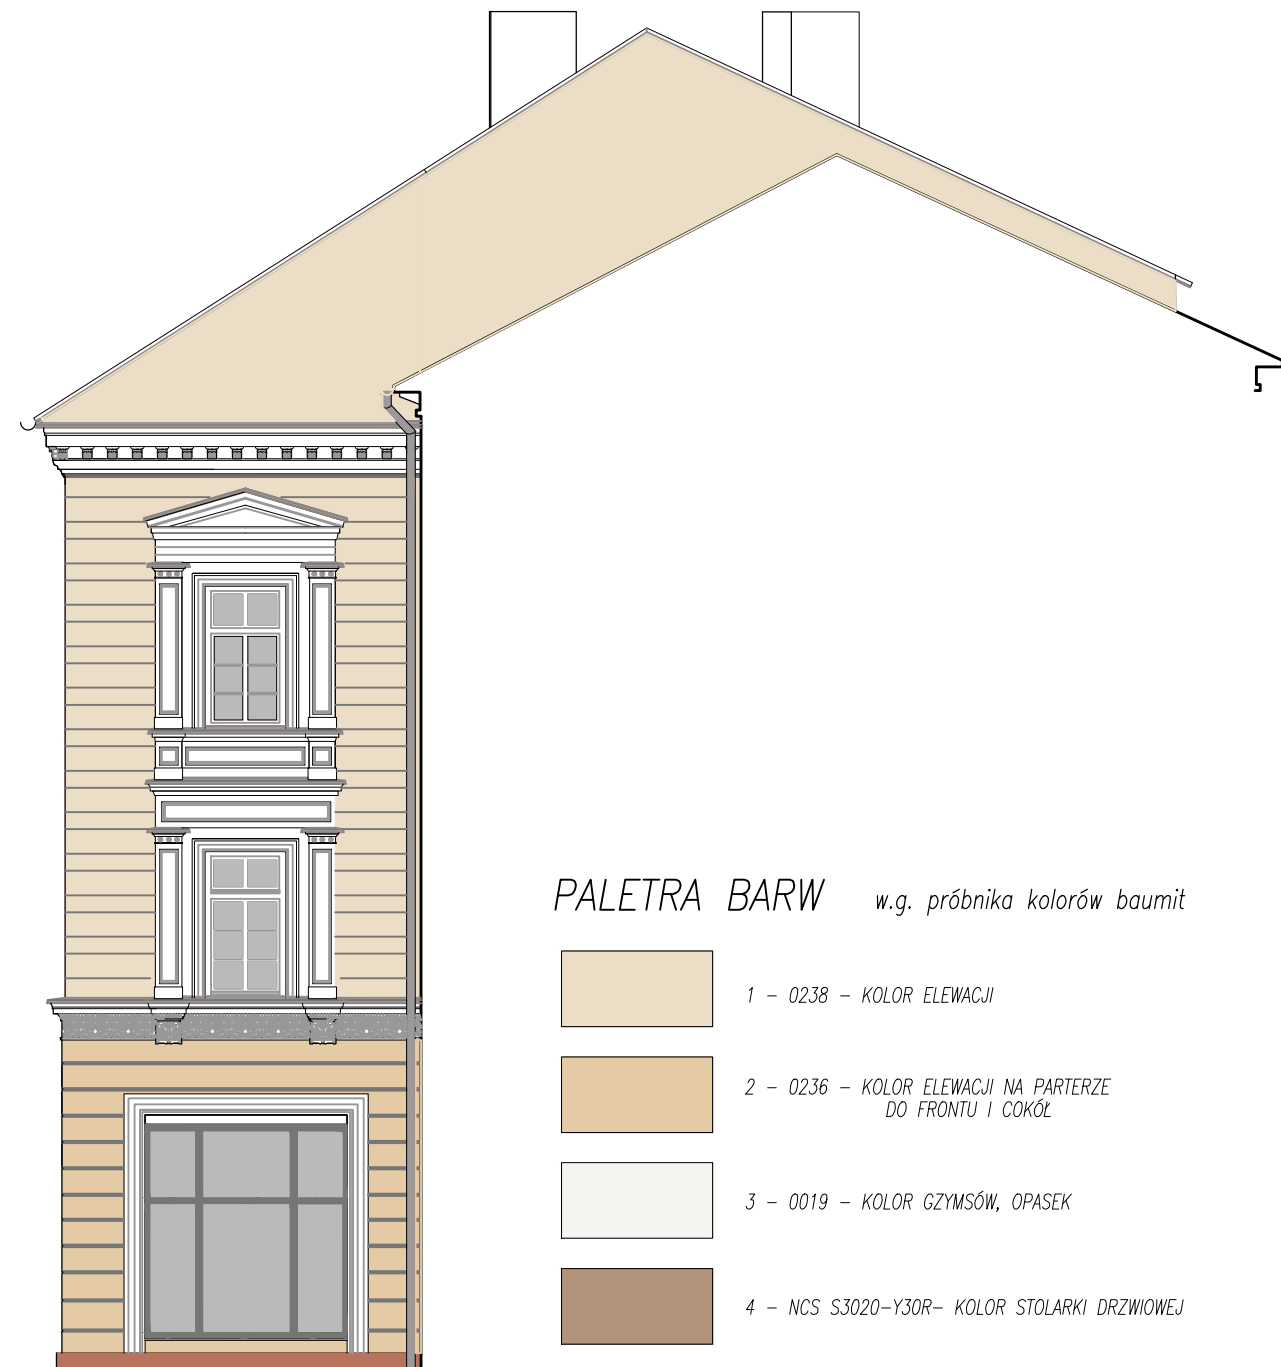 PALETRA BARW w.g. próbnika kolorów baumit
1 - 0238 - KOLOR ELEWACJI
2 - 0236 - KOLOR ELEWACJI NA PARTERZE
DO FRONTU I COKÓŁ
3 - 0019 - KOLOR GZYMSÓW, OPASEK
4 - NCS S3020-Y30R- KOLOR STOLARKI DRZWIOWEJ